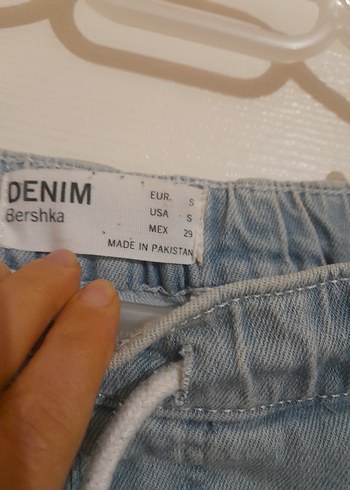 DENIM
Bershka
EUR S
USA S
MEX 29
MADE IN PAKISTAN